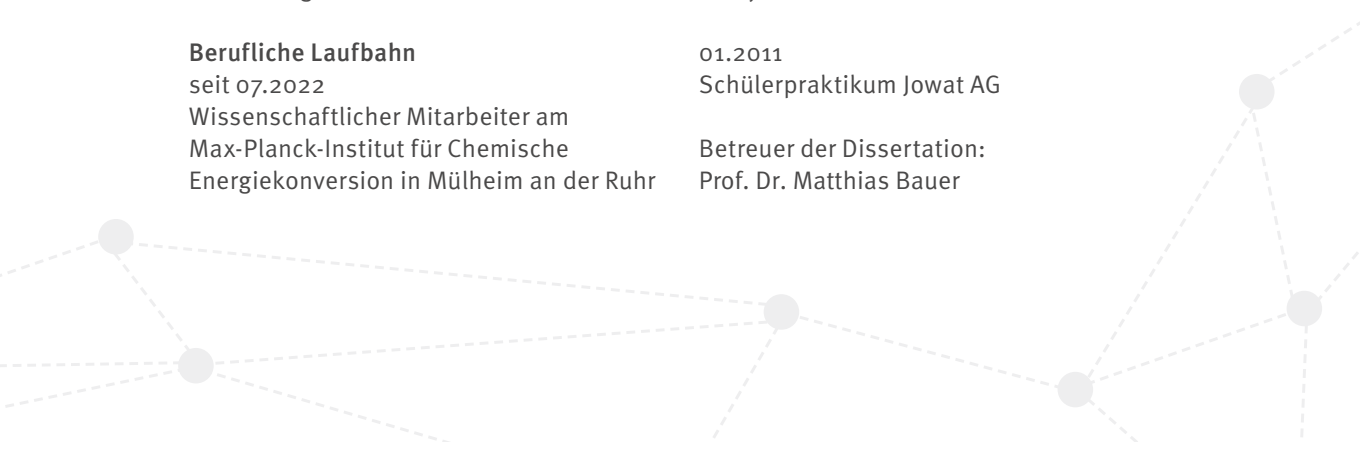 Berufliche Laufbahn
seit 07.2022
Wissenschaftlicher Mitarbeiter am
Max-Planck-Institut für Chemische
Energiekonversion in Mülheim an der Ruhr
01.2011
Schülerpraktikum Jowat AG
Betreuer der Dissertation:
Prof. Dr. Matthias Bauer